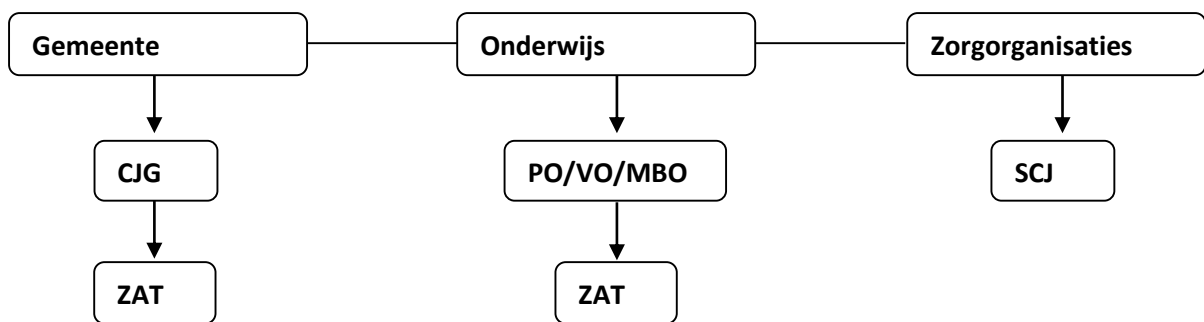 Gemeente
Onderwijs
Zorgorganisaties
CJG
PO/VO/MBO
SCJ
ZAT
ZAT